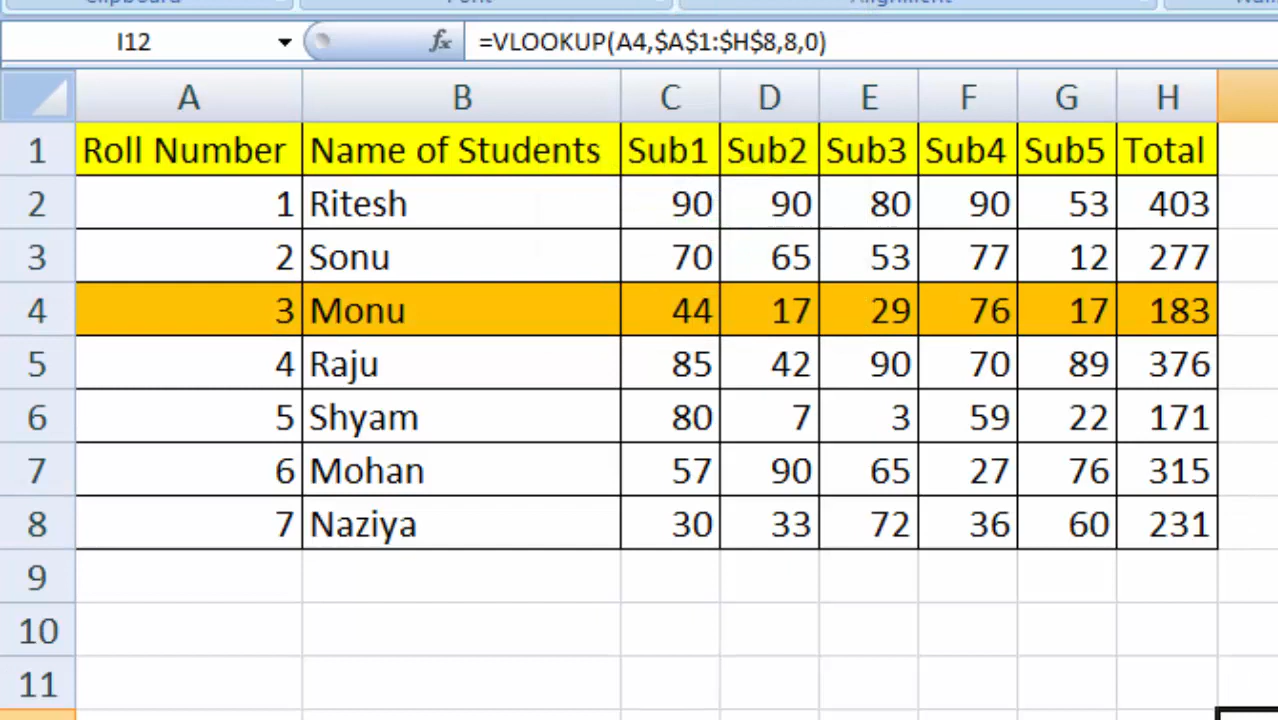 Clipboard Font Alignment
I12 fx =VLOOKUP(A4,$A$1:$H$8,8,0)
A B C D E F G H
1 Roll Number Name of Students Sub1 Sub2 Sub3 Sub4 Sub5 Total
2 1 Ritesh 90 90 80 90 53 403
3 2 Sonu 70 65 53 77 12 277
4 3 Monu 44 17 29 76 17 183
5 4 Raju 85 42 90 70 89 376
6 5 Shyam 80 7 3 59 22 171
7 6 Mohan 57 90 65 27 76 315
8 7 Naziya 30 33 72 36 60 231
9
10
11